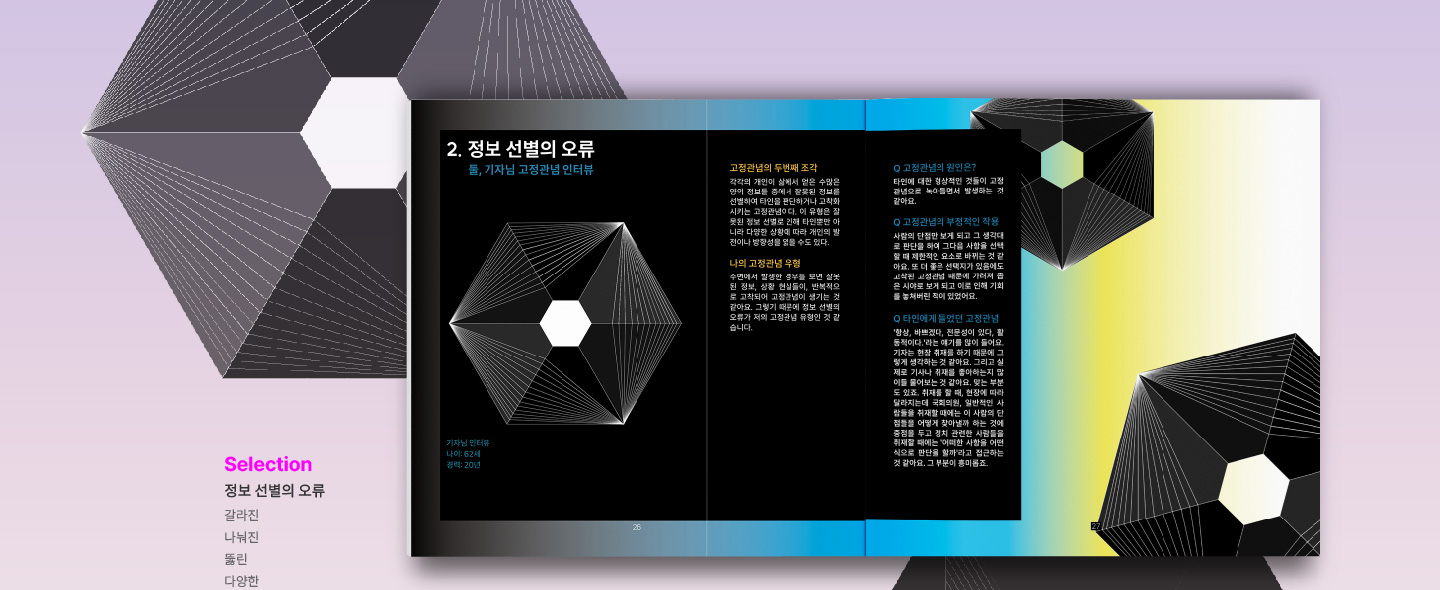 2. 정보 선별의 오류
둘, 기자님 고정관념 인터뷰
기자님 인터뷰
나이: 62세
경력: 20년
26
고정관념의 두번째 조각
각각의 개인이 삶에서 얻은 수많은
양의 정보들 중에서 잘못된 정보를
선별하여 타인을 판단하거나 고착화
시키는 고정관념이다. 이 유형은 잘
못된 정보 선별로 인해 타인뿐만 아
니라 다양한 상황에 따라 개인의 발
전이나 방향성을 잃을 수도 있다.
나의 고정관념 유형
수면에서 발생한 경우들 보면 잘못
된 정보, 상황 현실들이, 반복적으
로 고착되어 고정관념이 생기는 것
같아요. 그렇기 때문에 정보 선별의
오류가 저의 고정관념 유형인 것 같
습니다.
Q 고정관념의 원인은?
타인에 대한 형상적인 것들이 고정
관념으로 녹아들면서 발생하는 것
같아요.
Q 고정관념의 부정적인 작용
사람의 단점만 보게 되고 그 생각대
로 판단을 하여 그다음 사항을 선택
할 때 제한적인 요소로 바뀌는 것 같
아요. 또 더 좋은 선택지가 있음에도
고착된 고정관념 때문에 가려져 좁
은 시야로 보게 되고 이로 인해 기회
를 놓쳐버린 적이 있었어요.
Q 타인에게 들었던 고정관념
'항상, 바쁘겠다, 전문성이 있다, 활
동적이다.'라는 얘기를 많이 들어요.
기자는 현장 취재를 하기 때문에 그
렇게 생각하는 것 같아요. 그리고 실
제로 기사나 취재를 좋아하는지 많
이들 물어보는 것 같아요. 맞는 부분
도 있죠. 취재를 할 때, 현장에 따라
달라지는데 국회의원, 일반적인 사
람들을 취재할 때에는 이 사람의 단
점들을 어떻게 찾아낼까 하는 것에
중점을 두고 정치 관련한 사람들을
취재할 때에는 '어떠한 사항을 어떤
식으로 판단을 할까'라고 접근하는
것 같아요. 그 부분이 흥미롭죠.
27
Selection
정보 선별의 오류
갈라진
나눠진
뚫린
다양한